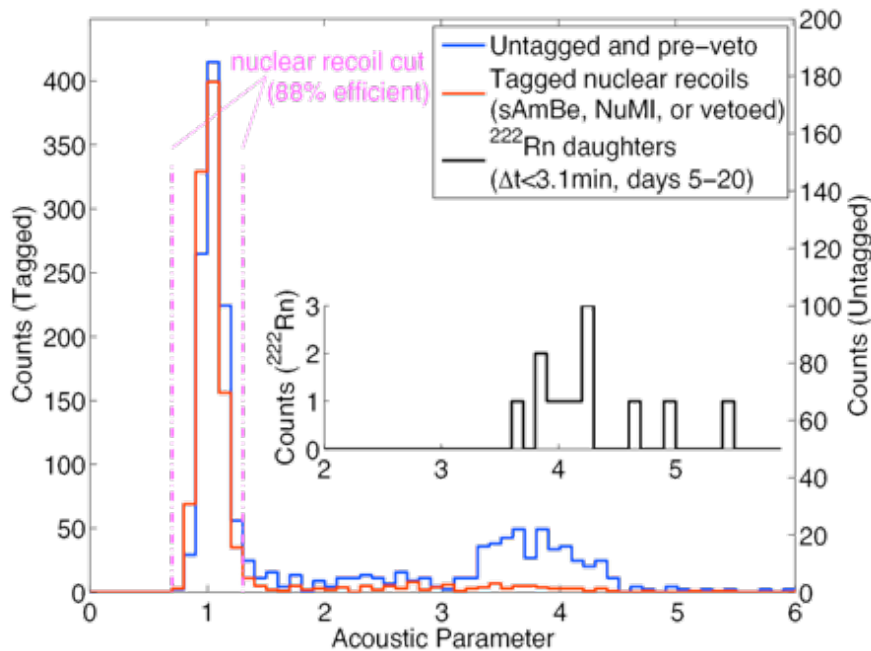 Untagged and pre-veto
Tagged nuclear recoils
(sAmBe, NuMI, or vetoed)
²²²Rn daughters
(Δt<3.1min, days 5–20)
nuclear recoil cut
(88% efficient)
Counts (Tagged)
400
350
300
250
200
150
100
50
0
Counts (Untagged)
200
180
160
140
120
100
80
60
40
20
0
Counts (²²²Rn)
3
2
1
0
2 3 4 5
0 1 2 3 4 5 6
Acoustic Parameter